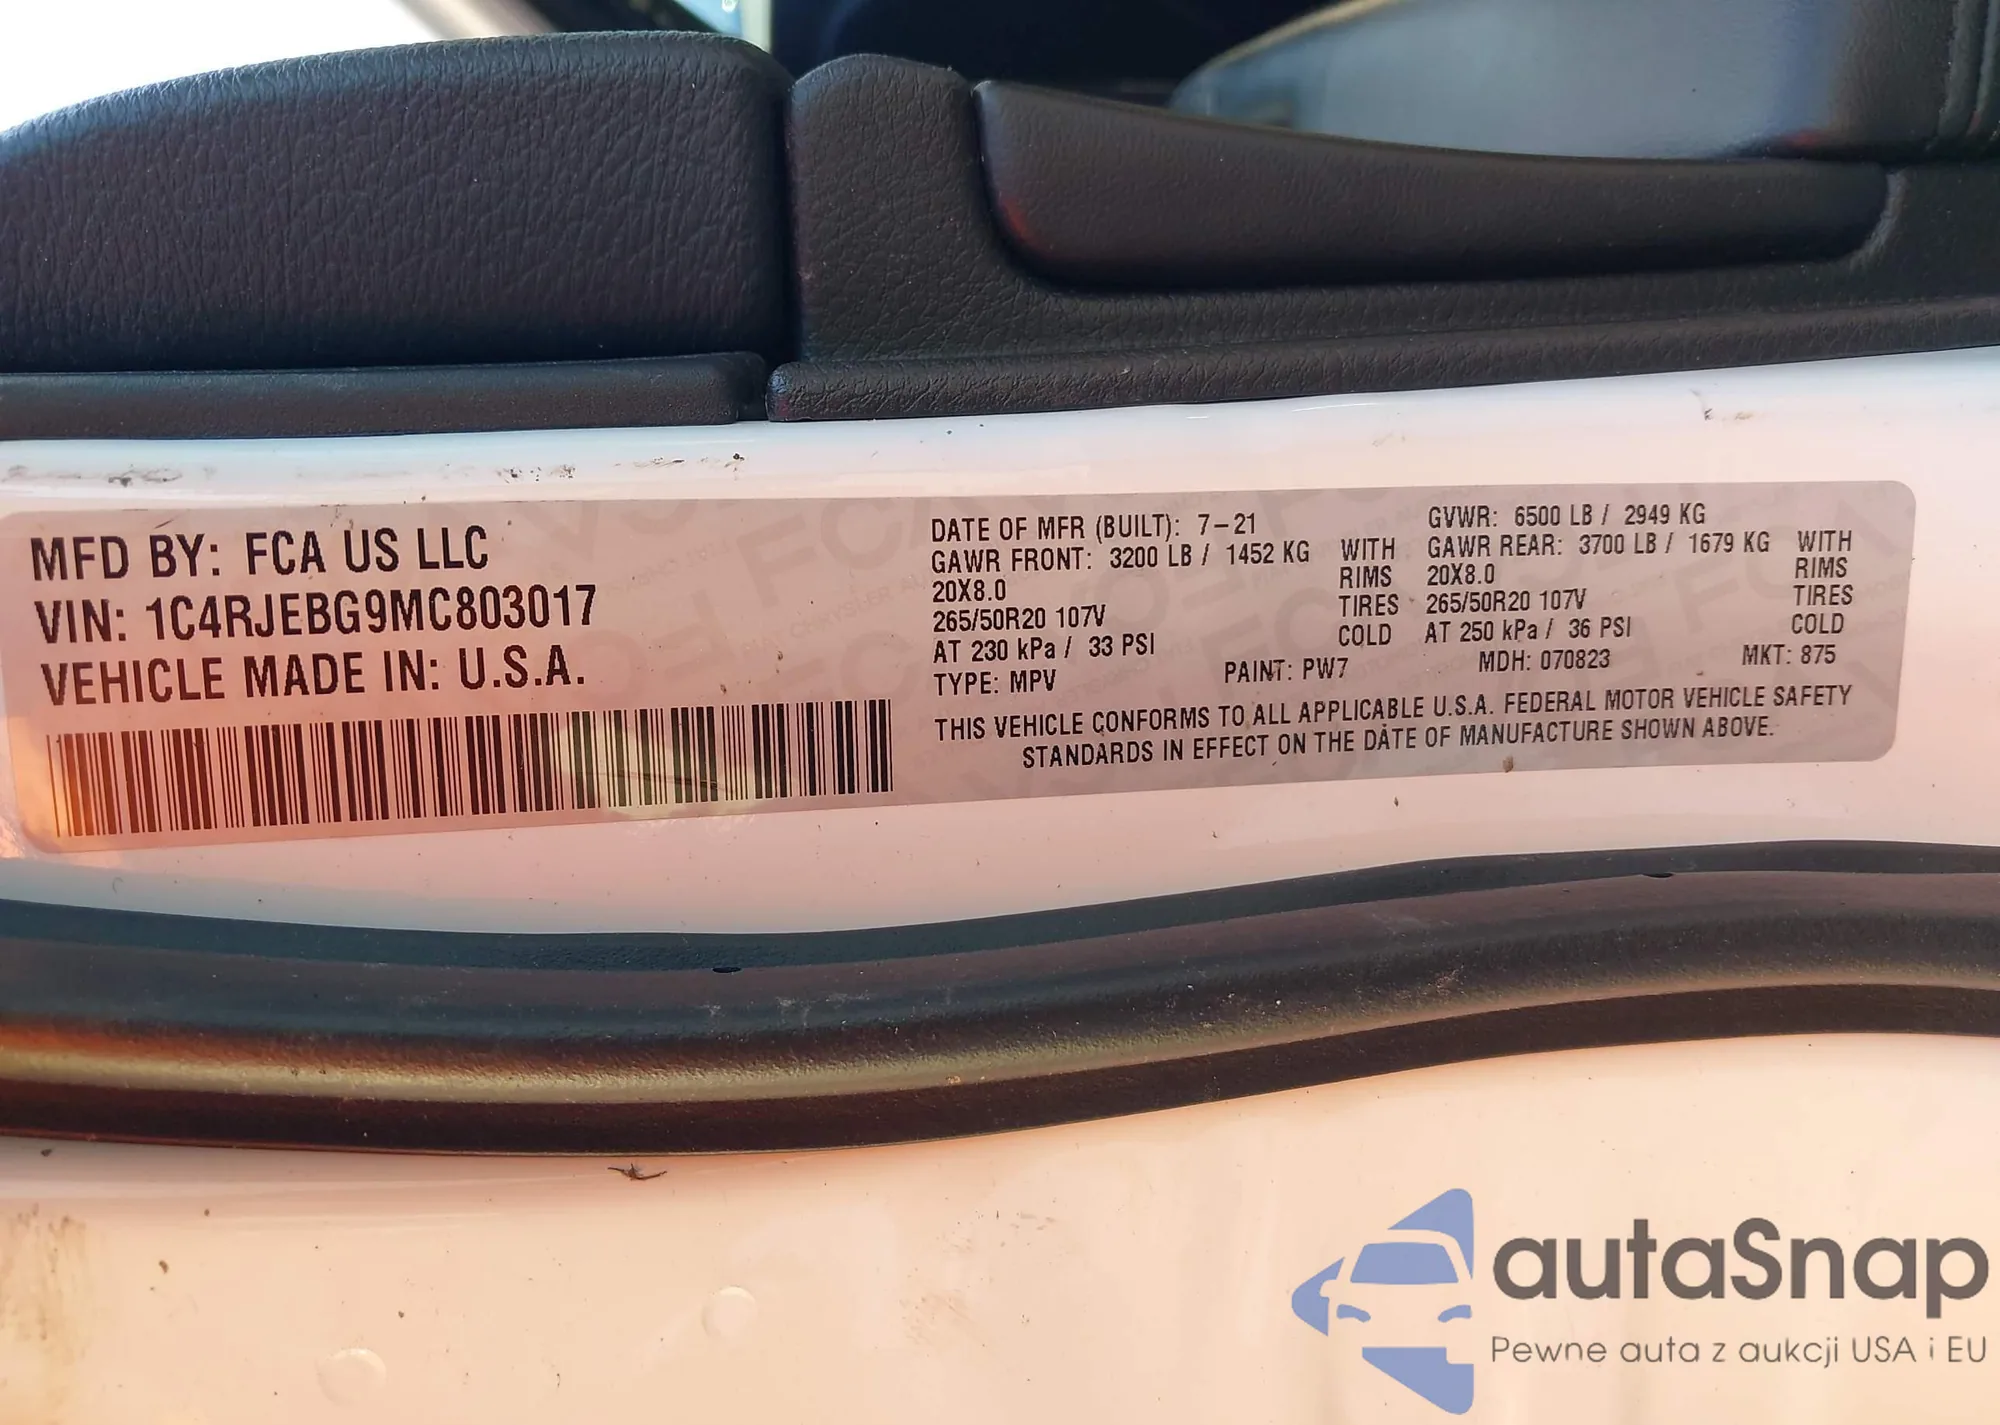 MFD BY: FCA US LLC
VIN: 1C4RJEBG9MC803017
VEHICLE MADE IN: U.S.A.
DATE OF MFR (BUILT): 7-21
GAWR FRONT: 3200 LB / 1452 KG WITH
20X8.0 RIMS
265/50R20 107V TIRES
AT 230 kPa / 33 PSI COLD
GVWR: 6500 LB / 2949 KG
GAWR REAR: 3700 LB / 1679 KG WITH
20X8.0 RIMS
265/50R20 107V TIRES
AT 250 kPa / 36 PSI COLD
TYPE: MPV PAINT: PW7 MDH: 070823 MKT: 875
THIS VEHICLE CONFORMS TO ALL APPLICABLE U.S.A. FEDERAL MOTOR VEHICLE SAFETY
STANDARDS IN EFFECT ON THE DATE OF MANUFACTURE SHOWN ABOVE.
autaSnap
Pewne auta z aukcji USA i EU